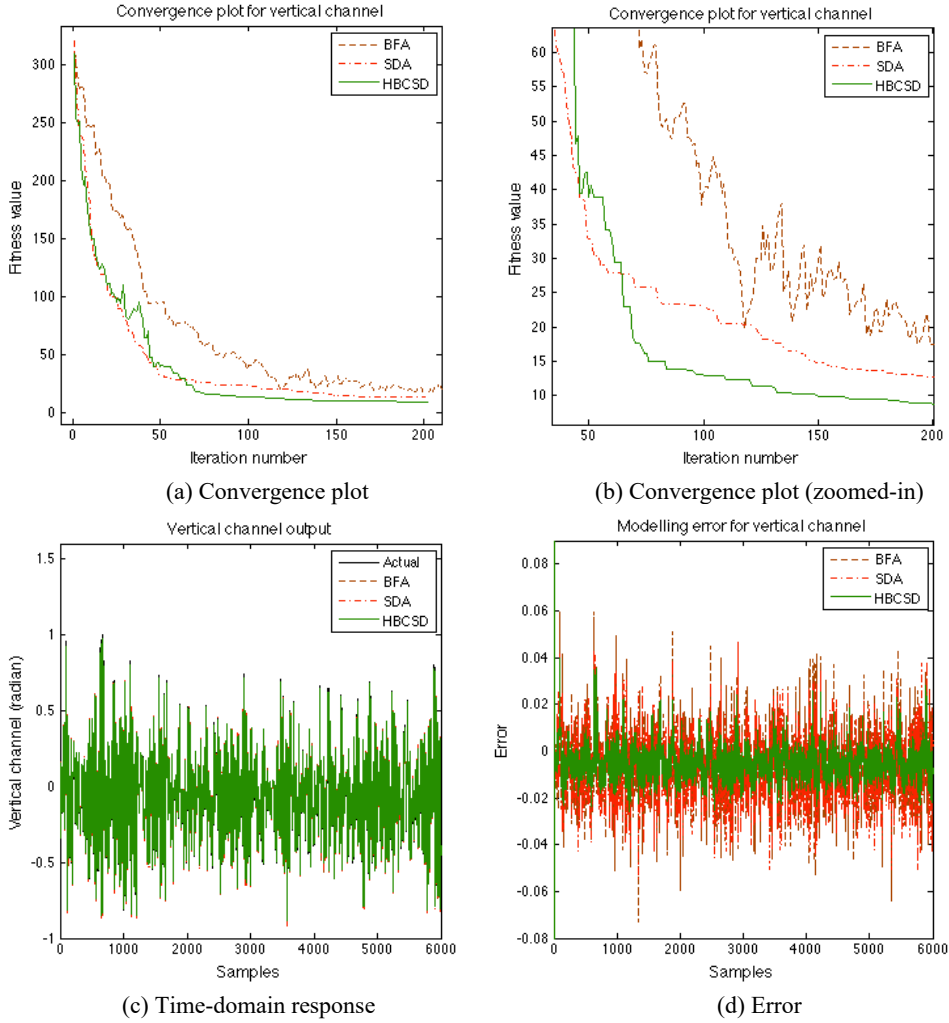 Convergence plot for vertical channel
Fitness value
300
250
200
150
100
50
0
BFA
SDA
HBCSD
0 50 100 150 200
Iteration number
(a) Convergence plot
Convergence plot for vertical channel
Fitness value
60
55
50
45
40
35
30
25
20
15
10
BFA
SDA
HBCSD
50 100 150 200
Iteration number
(b) Convergence plot (zoomed-in)
Vertical channel output
Vertical channel (radian)
1.5
1
0.5
0
-0.5
-1
Actual
BFA
SDA
HBCSD
0 1000 2000 3000 4000 5000 6000
Samples
(c) Time-domain response
Modelling error for vertical channel
Error
0.08
0.06
0.04
0.02
0
-0.02
-0.04
-0.06
-0.08
BFA
SDA
HBCSD
0 1000 2000 3000 4000 5000 6000
Samples
(d) Error